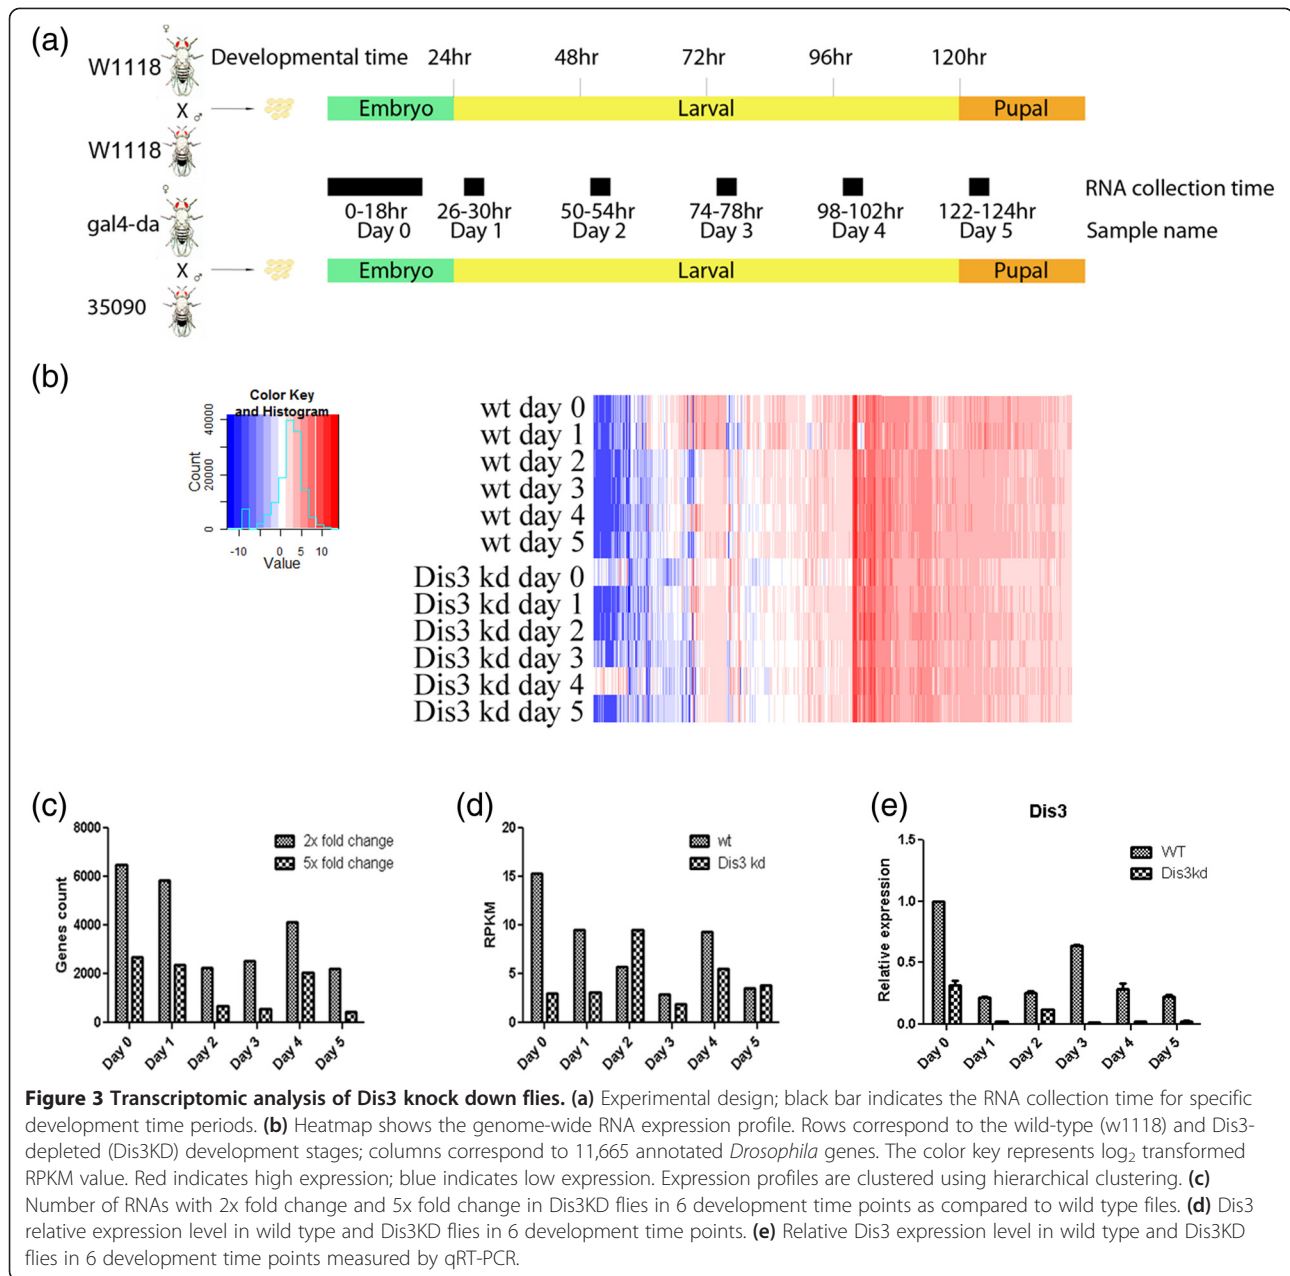 (a)
♀
W1118
Developmental time 24hr 48hr 72hr 96hr 120hr
X ♂
Embryo Larval Pupal
W1118
♀
RNA collection time
0-18hr 26-30hr 50-54hr 74-78hr 98-102hr 122-124hr
gal4-da
Day 0 Day 1 Day 2 Day 3 Day 4 Day 5 Sample name
X ♂
Embryo Larval Pupal
35090
(b)
Color Key
and Histogram
Count
0 20000 40000
-10 0 5 10
Value
wt day 0
wt day 1
wt day 2
wt day 3
wt day 4
wt day 5
Dis3 kd day 0
Dis3 kd day 1
Dis3 kd day 2
Dis3 kd day 3
Dis3 kd day 4
Dis3 kd day 5
(c)
Genes count
8000
6000
4000
2000
0
2x fold change
5x fold change
Day 0 Day 1 Day 2 Day 3 Day 4 Day 5
(d)
RPKM
20
15
10
5
0
wt
Dis3 kd
Day 0 Day 1 Day 2 Day 3 Day 4 Day 5
(e)
Dis3
Relative expression
1.5
1.0
0.5
0.0
WT
Dis3kd
Day 0 Day 1 Day 2 Day 3 Day 4 Day 5
Figure 3 Transcriptomic analysis of Dis3 knock down flies. (a) Experimental design; black bar indicates the RNA collection time for specific
development time periods. (b) Heatmap shows the genome-wide RNA expression profile. Rows correspond to the wild-type (w1118) and Dis3-
depleted (Dis3KD) development stages; columns correspond to 11,665 annotated Drosophila genes. The color key represents log₂ transformed
RPKM value. Red indicates high expression; blue indicates low expression. Expression profiles are clustered using hierarchical clustering. (c)
Number of RNAs with 2x fold change and 5x fold change in Dis3KD flies in 6 development time points as compared to wild type files. (d) Dis3
relative expression level in wild type and Dis3KD flies in 6 development time points. (e) Relative Dis3 expression level in wild type and Dis3KD
flies in 6 development time points measured by qRT-PCR.